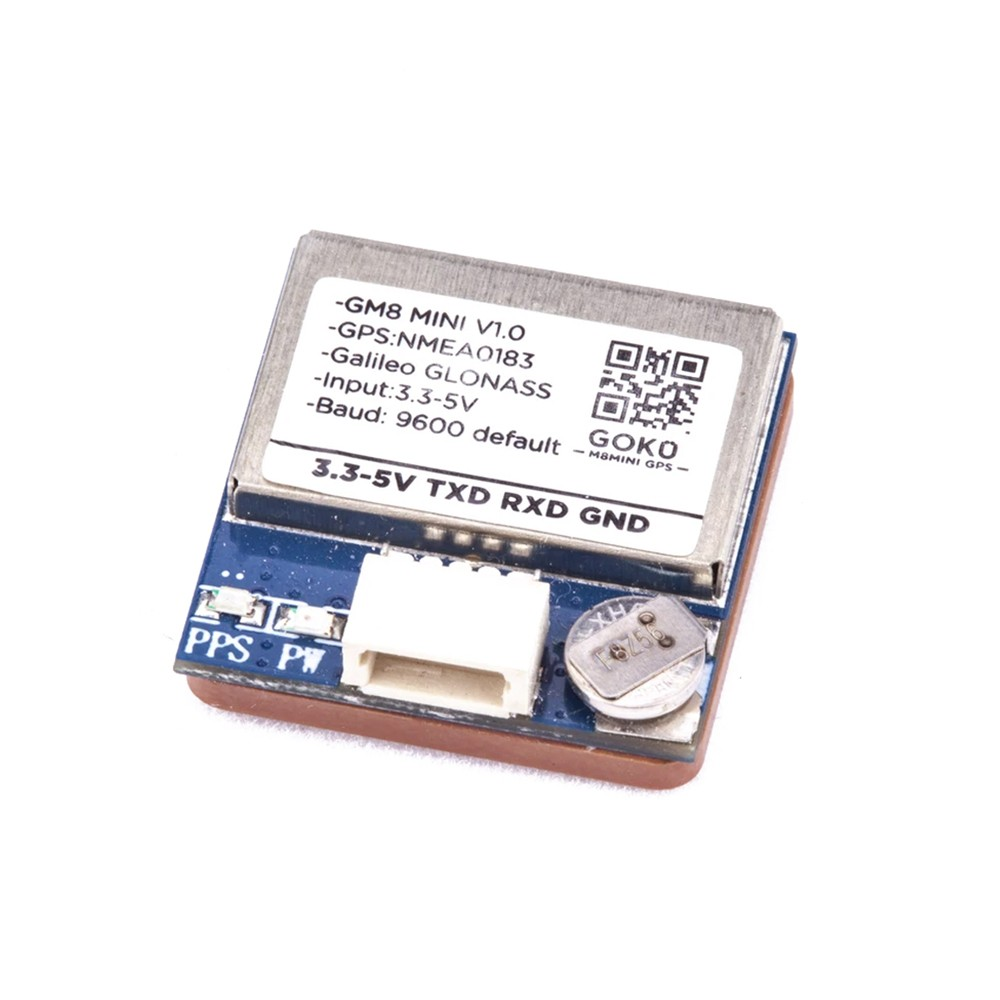 -GM8 MINI V1.0
-GPS:NMEA0183
-Galileo GLONASS
-Input:3.3-5V
-Baud: 9600 default
GOKO
- M8MINI GPS -
3.3-5V TXD RXD GND
PPS
PW